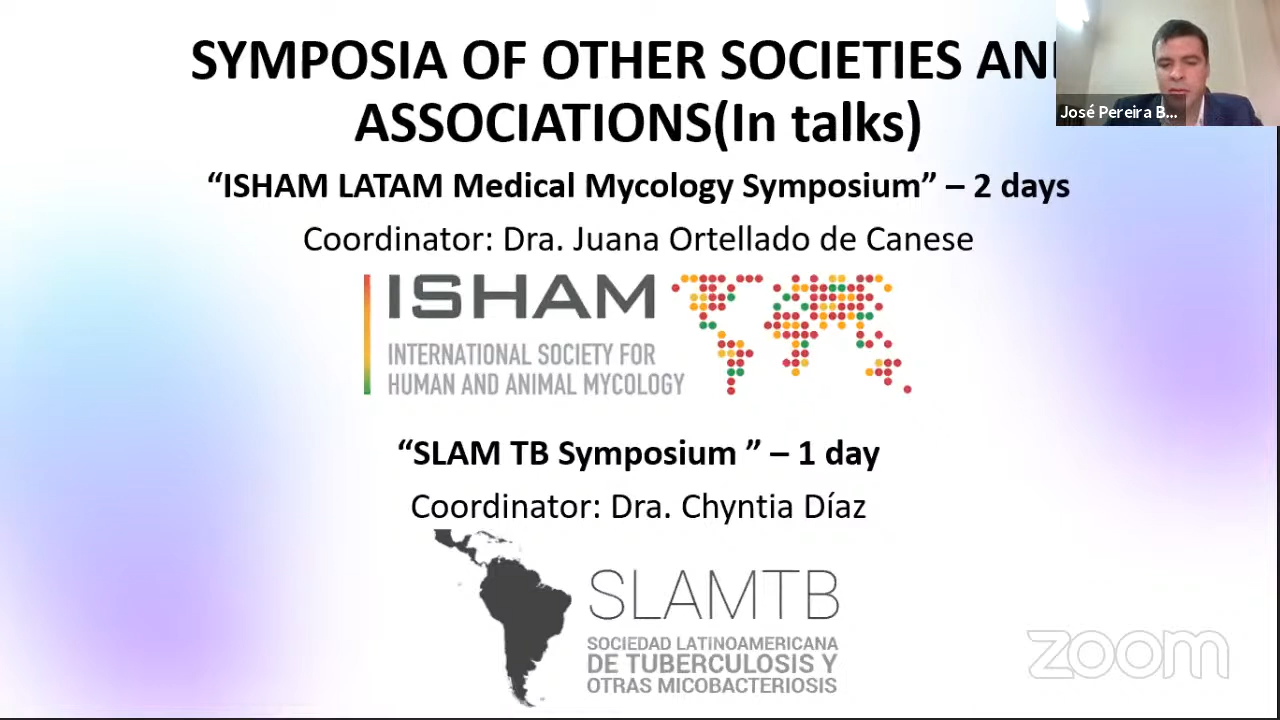 SYMPOSIA OF OTHER SOCIETIES AN
ASSOCIATIONS(In talks)
José Pereira B...
“ISHAM LATAM Medical Mycology Symposium” – 2 days
Coordinator: Dra. Juana Ortellado de Canese
ISHAM
INTERNATIONAL SOCIETY FOR
HUMAN AND ANIMAL MYCOLOGY
“SLAM TB Symposium ” – 1 day
Coordinator: Dra. Chyntia Díaz
SLAMTB
SOCIEDAD LATINOAMERICANA
DE TUBERCULOSIS Y
OTRAS MICOBACTERIOSIS
zoom